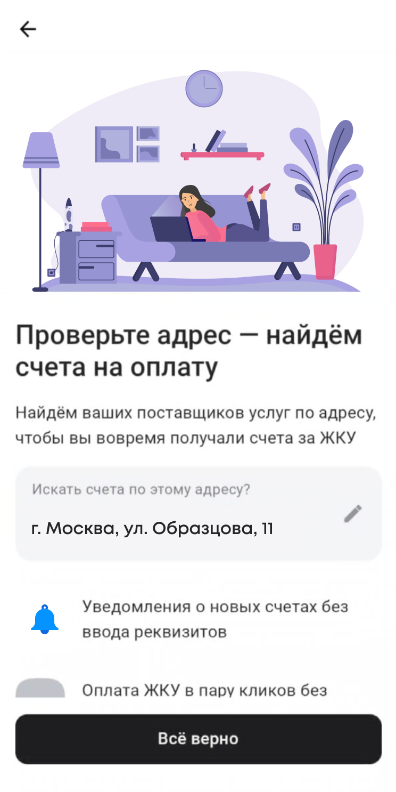 Проверьте адрес — найдём
счета на оплату
Найдём ваших поставщиков услуг по адресу,
чтобы вы вовремя получали счета за ЖКУ
Искать счета по этому адресу?
г. Москва, ул. Образцова, 11
Уведомления о новых счетах без
ввода реквизитов
Оплата ЖКУ в пару кликов без
Всё верно